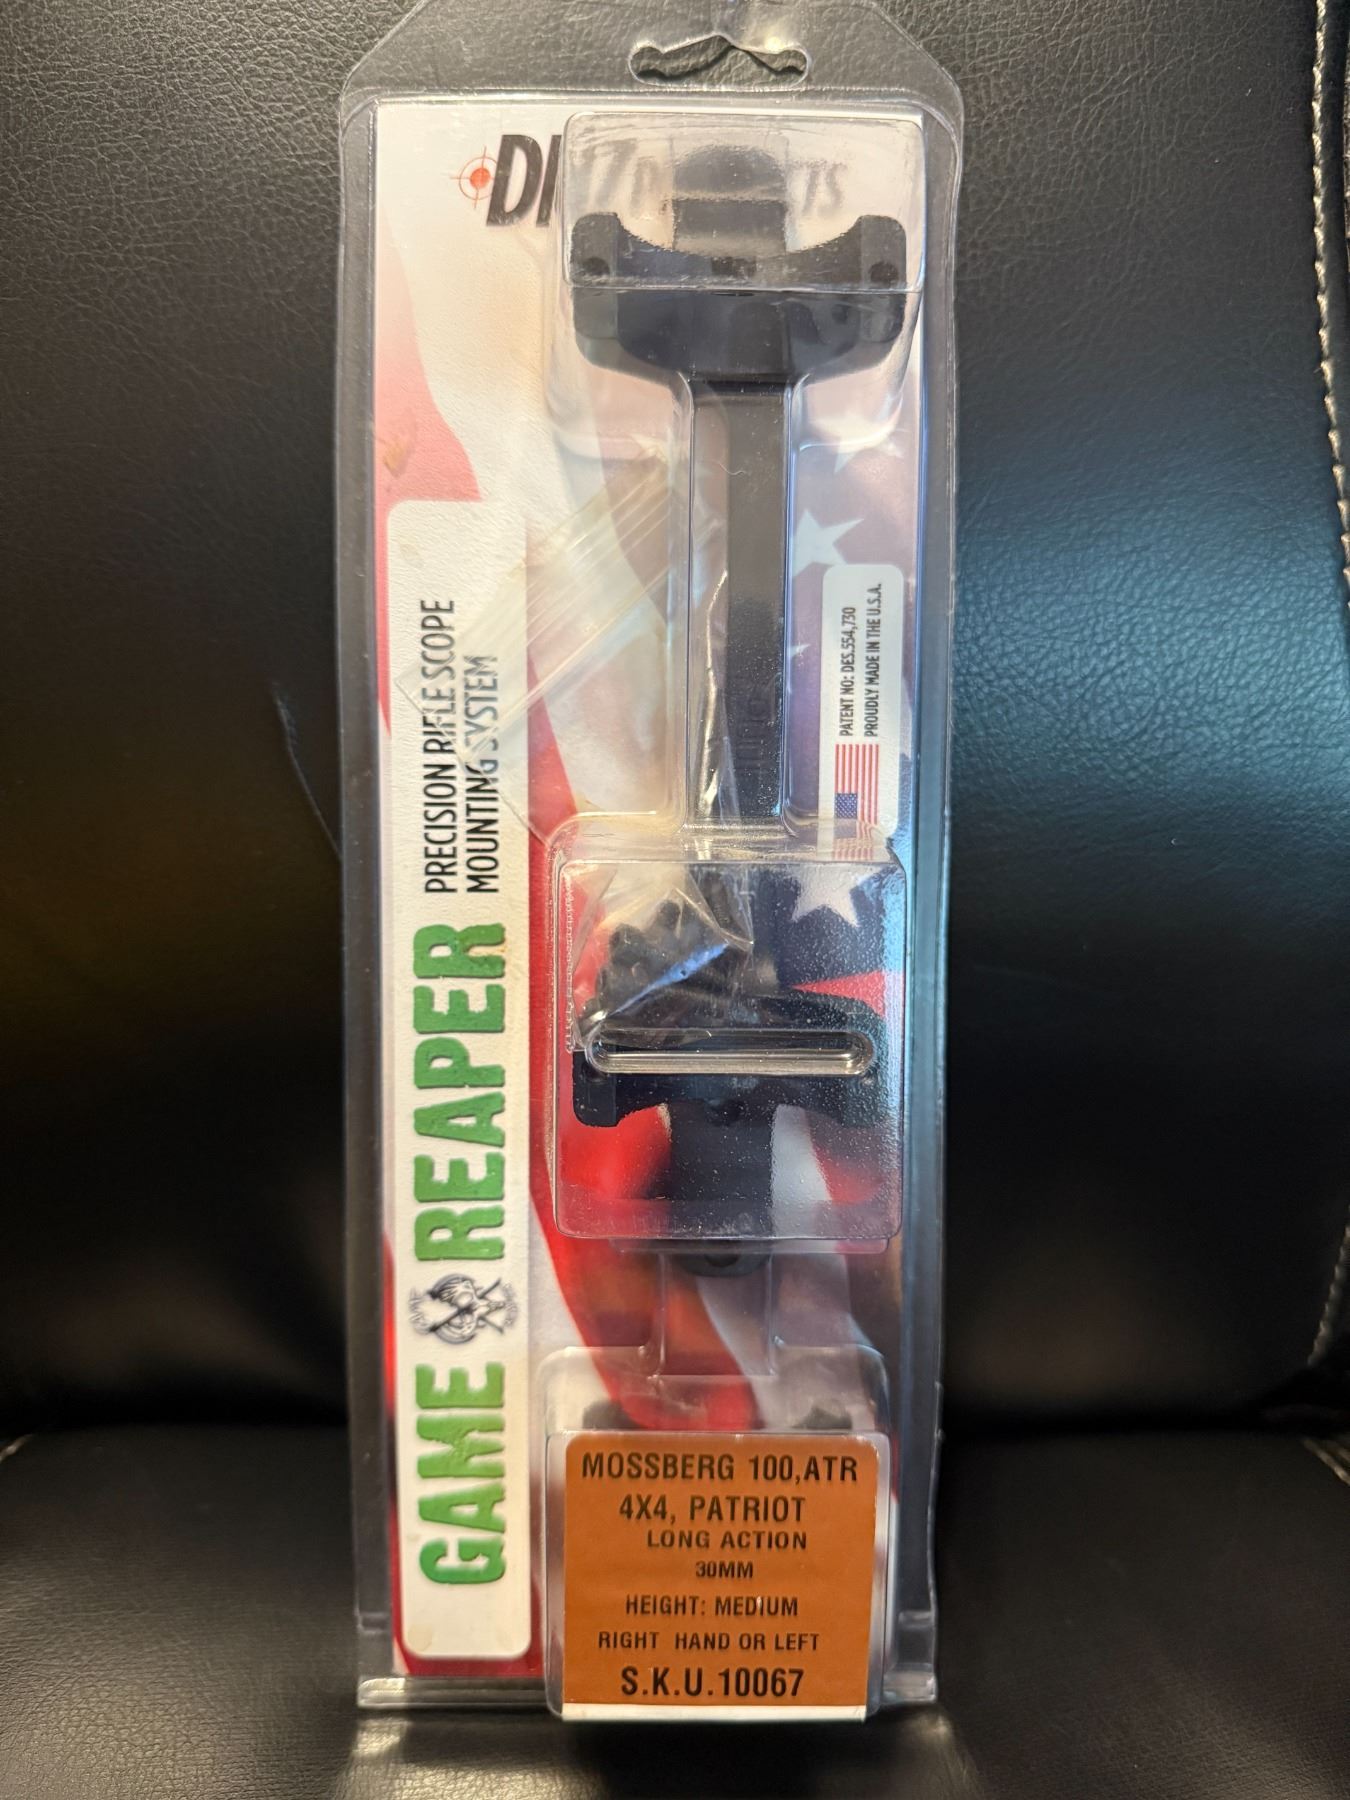 PRECISION RIFLE SCOPE
MOUNTING SYSTEM
GAME REAPER
PATENT NO: DES.554,730
PROUDLY MADE IN THE U.S.A.
MOSSBERG 100,ATR
4X4, PATRIOT
LONG ACTION
30MM
HEIGHT: MEDIUM
RIGHT HAND OR LEFT
S.K.U.10067